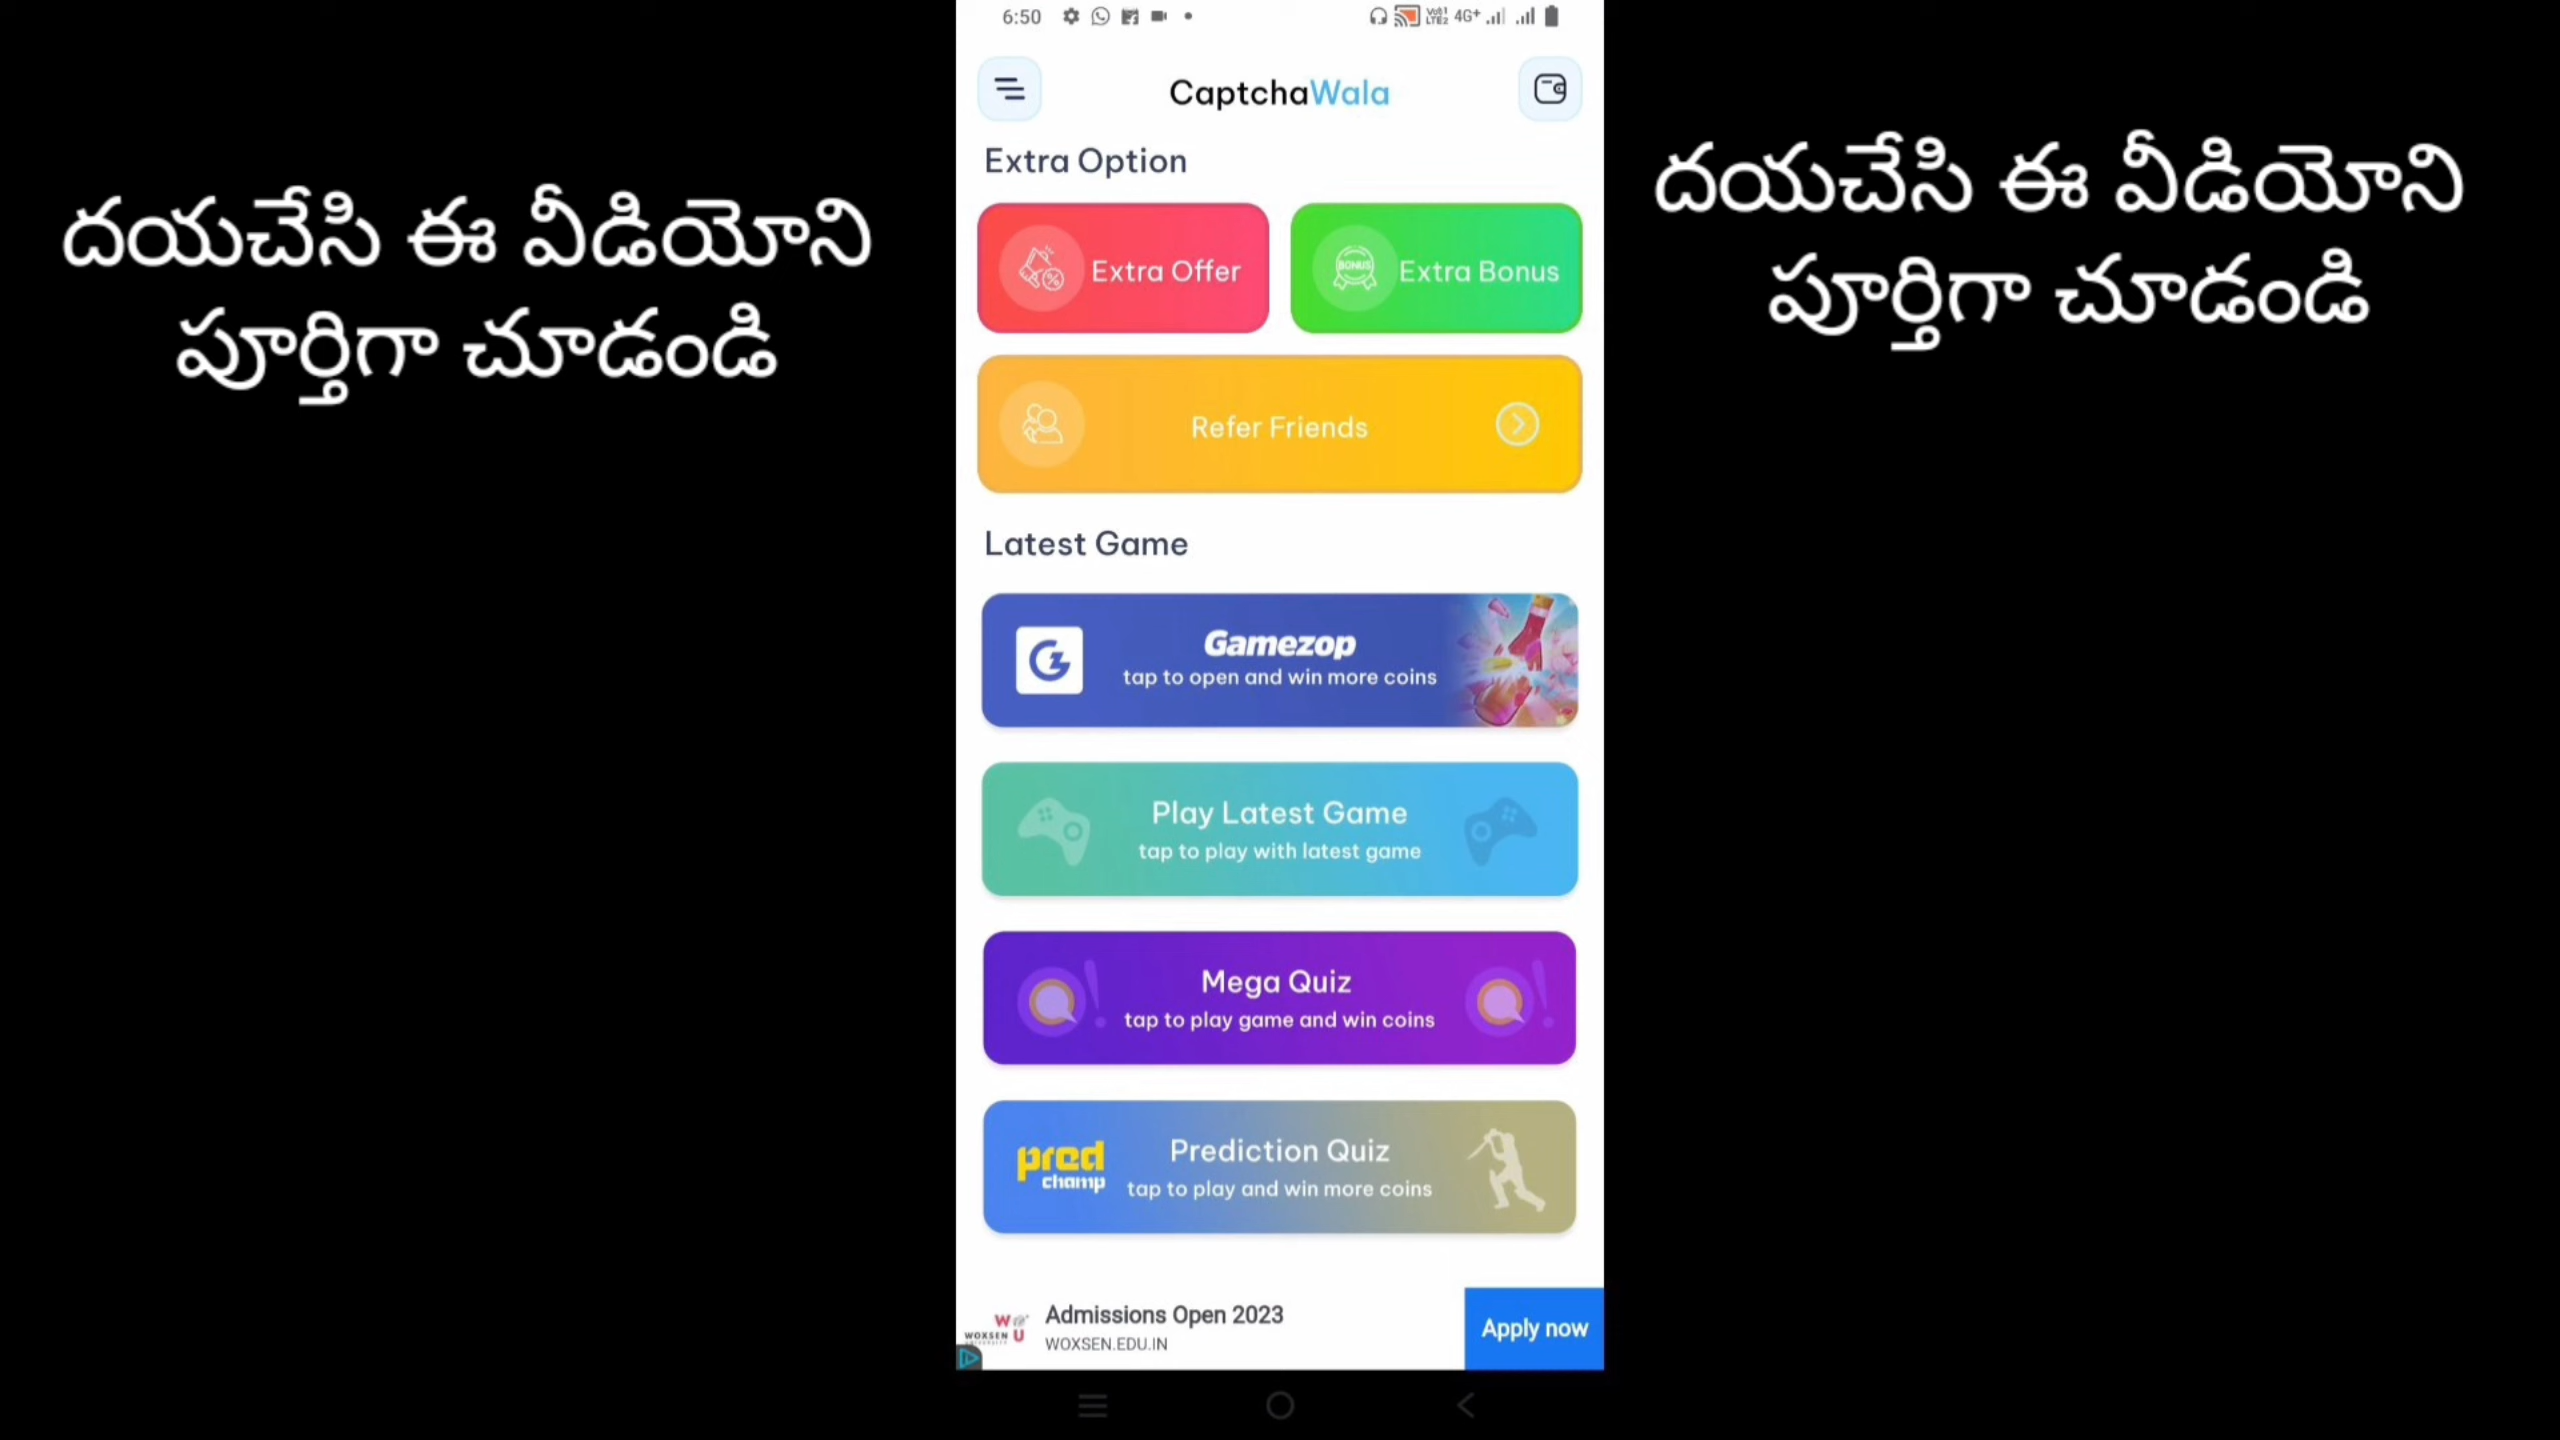 దయచేసి ఈ వీడియోని
పూర్తిగా చూడండి
6:50
4G+
CaptchaWala
Extra Option
Extra Offer
BONUS
Extra Bonus
Refer Friends
Latest Game
Gamezop
tap to open and win more coins
Play Latest Game
tap to play with latest game
Mega Quiz
tap to play game and win coins
pred
champ
Prediction Quiz
tap to play and win more coins
WOXSEN
Admissions Open 2023
WOXSEN.EDU.IN
Apply now
దయచేసి ఈ వీడియోని
పూర్తిగా చూడండి